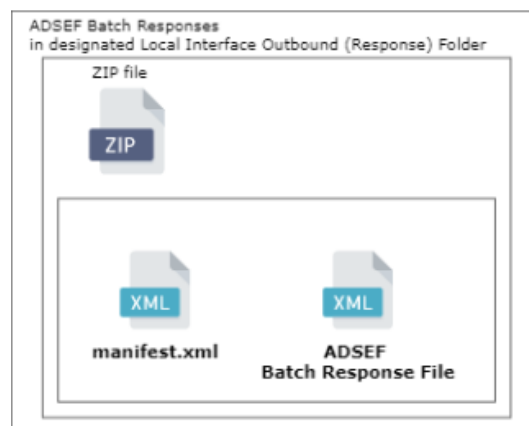 ADSEF Batch Responses
in designated Local Interface Outbound (Response) Folder
ZIP file
ZIP
XML
XML
manifest.xml
ADSEF
Batch Response File